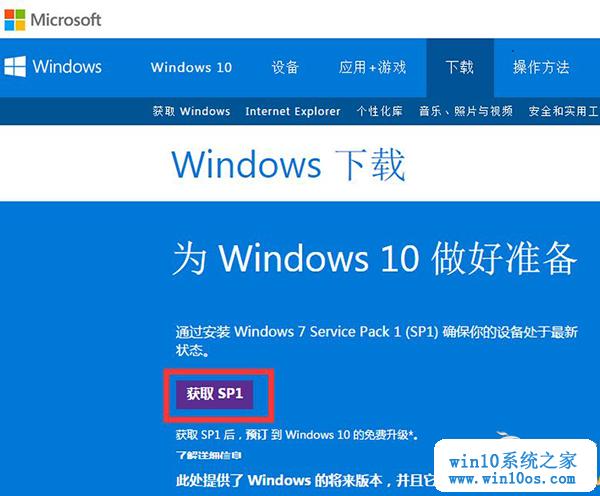 Microsoft
Windows Windows 10 设备 应用+游戏 下载 操作方法
获取 Windows Internet Explorer 个性化库 音乐、照片与视频 安全和实用工
Windows 下载
为 Windows 10 做好准备
通过安装 Windows 7 Service Pack 1 (SP1) 确保你的设备处于最新
状态。
获取 SP1
获取 SP1 后，预订 到 Windows 10 的免费升级*。
了解详细信息
此处提供了 Windows 的将来版本，并且它
win10系统之家
www.win10os.com